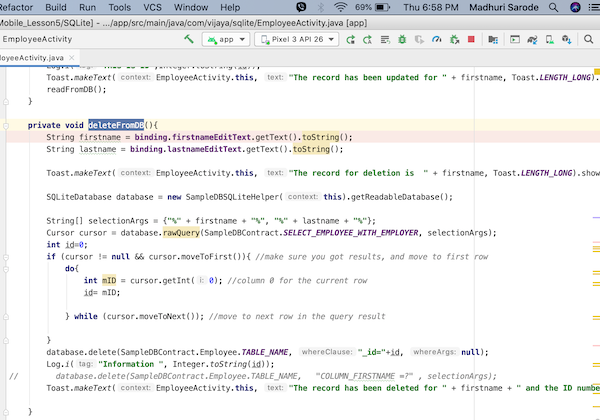 Refactor Build Run Tools VCS Window Help 69% Thu 6:58 PM Madhuri Sarode
Mobile_Lesson5/SQLite] - .../app/src/main/java/com/vijaya/sqlite/EmployeeActivity.java [app]
EmployeeActivity app Pixel 3 API 26
loyeeActivity.java
Toast.makeText( context: EmployeeActivity.this, text: "The record has been updated for " + firstname, Toast.LENGTH_LONG).
readFromDB();
}
private void deleteFromDB(){
String firstname = binding.firstnameEditText.getText().toString();
String lastname = binding.lastnameEditText.getText().toString();
Toast.makeText( context: EmployeeActivity.this, text: "The record for deletion is " + firstname, Toast.LENGTH_LONG).show
SQLiteDatabase database = new SampleDBSQLiteHelper( context: this).getReadableDatabase();
String[] selectionArgs = {"%" + firstname + "%", "%" + lastname + "%"};
Cursor cursor = database.rawQuery(SampleDBContract.SELECT_EMPLOYEE_WITH_EMPLOYER, selectionArgs);
int id=0;
if (cursor != null && cursor.moveToFirst()){ //make sure you got results, and move to first row
do{
int mID = cursor.getInt( i: 0); //column 0 for the current row
id= mID;
} while (cursor.moveToNext()); //move to next row in the query result
}
database.delete(SampleDBContract.Employee.TABLE_NAME, whereClause: "_id="+id, whereArgs: null);
Log.i( tag: "Information ", Integer.toString(id));
// database.delete(SampleDBContract.Employee.TABLE_NAME, "COLUMN_FIRSTNAME =?" , selectionArgs);
Toast.makeText( context: EmployeeActivity.this, text: "The record has been deleted for " + firstname + " and the ID numbe
}